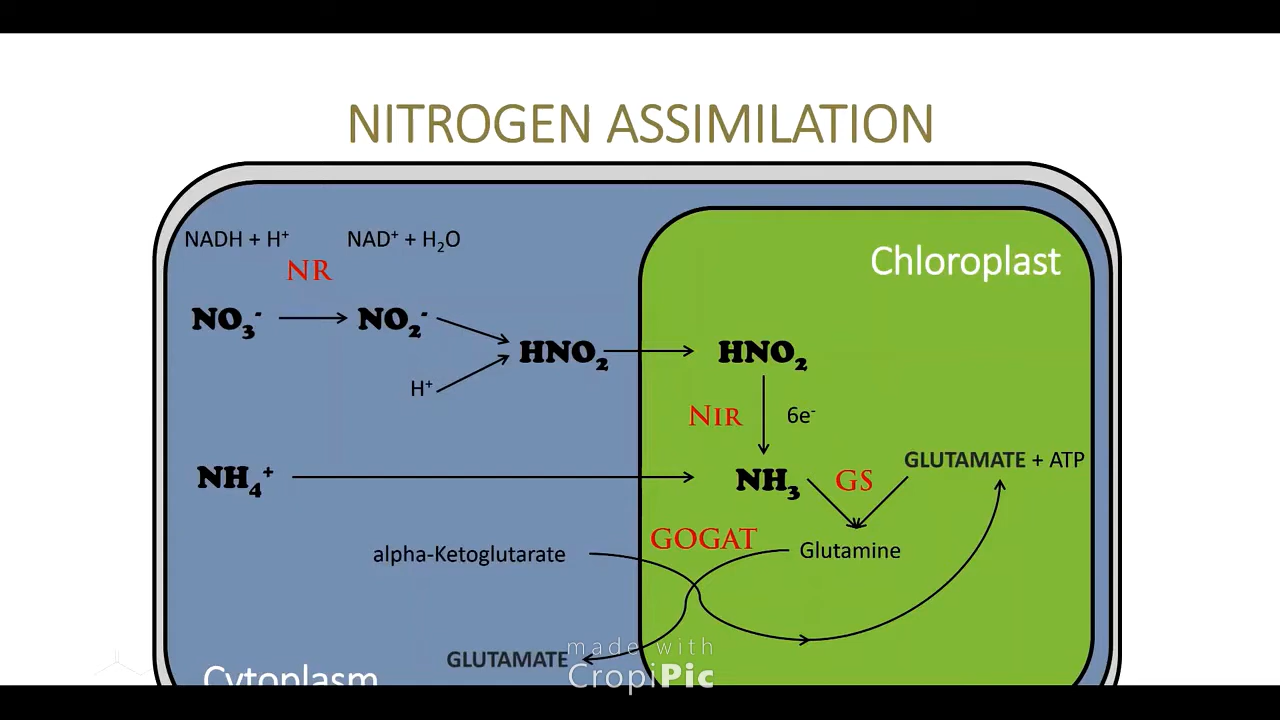 NITROGEN ASSIMILATION
NADH + H⁺ NAD⁺ + H₂O
NR
Chloroplast
NO₃⁻ NO₂⁻
HNO₂ HNO₂
H⁺
NIR 6e⁻
GLUTAMATE + ATP
NH₄⁺ NH₃ GS
GOGAT
alpha-Ketoglutarate Glutamine
GLUTAMATE
made with
CropiPic
Cytoplasm